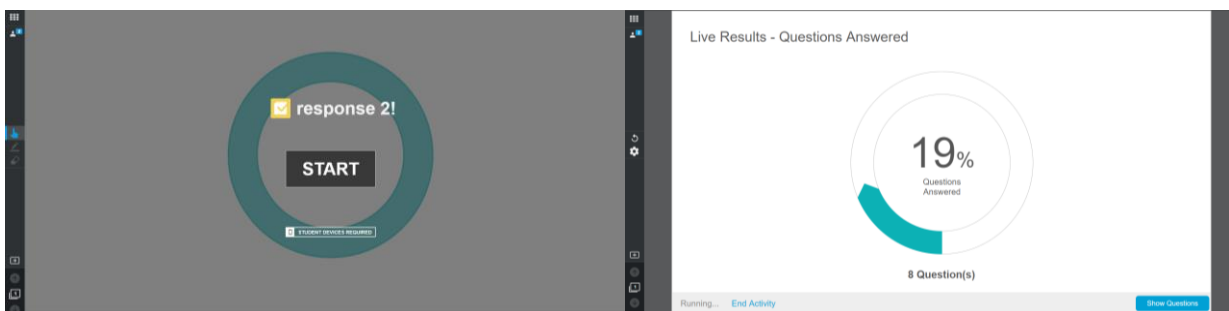 response 2!
START
STUDENT DEVICES REQUIRED
Live Results - Questions Answered
19%
Questions
Answered
8 Question(s)
Running... End Activity
Show Questions